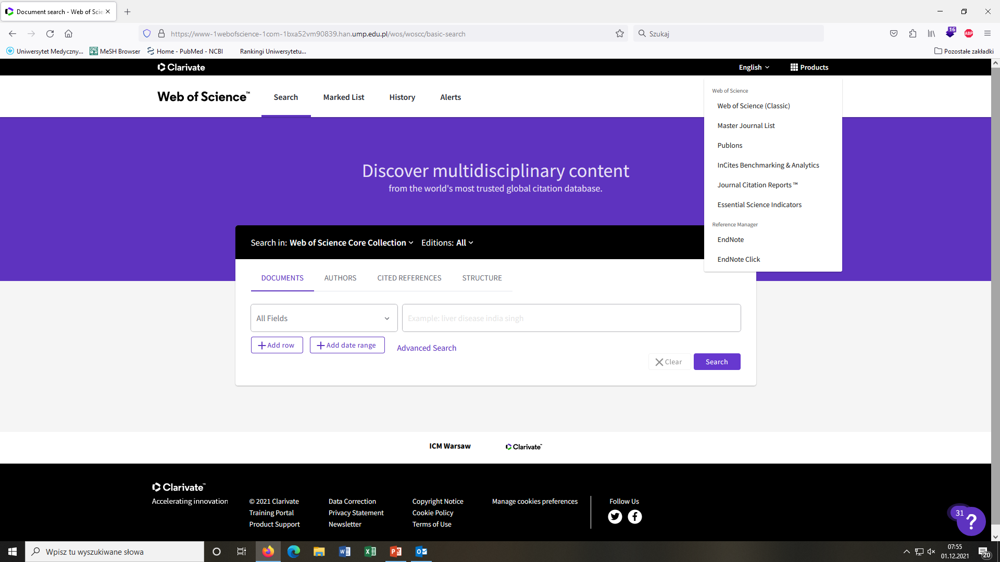 Document search - Web of Scie
https://www-1webofscience-1com-1bxa52vm90839.han.ump.edu.pl/wos/woscc/basic-search
Szukaj
16
ABP
Uniwersytet Medyczny...
MeSH Browser
Home - PubMed - NCBI
Rankingi Uniwersytetu...
Pozostałe zakładki
Clarivate
English
Products
Web of Science™
Search
Marked List
History
Alerts
Web of Science
Web of Science (Classic)
Master Journal List
Publons
InCites Benchmarking & Analytics
Journal Citation Reports ™
Essential Science Indicators
Reference Manager
EndNote
EndNote Click
Discover multidisciplinary content
from the world's most trusted global citation database.
Search in: Web of Science Core Collection
Editions: All
DOCUMENTS
AUTHORS
CITED REFERENCES
STRUCTURE
All Fields
Example: liver disease india singh
Add row
Add date range
Advanced Search
Clear
Search
ICM Warsaw
Clarivate™
Clarivate™
Accelerating innovation
© 2021 Clarivate
Training Portal
Product Support
Data Correction
Privacy Statement
Newsletter
Copyright Notice
Cookie Policy
Terms of Use
Manage cookies preferences
Follow Us
31
?
Wpisz tu wyszukiwane słowa
07:55
01.12.2021
20